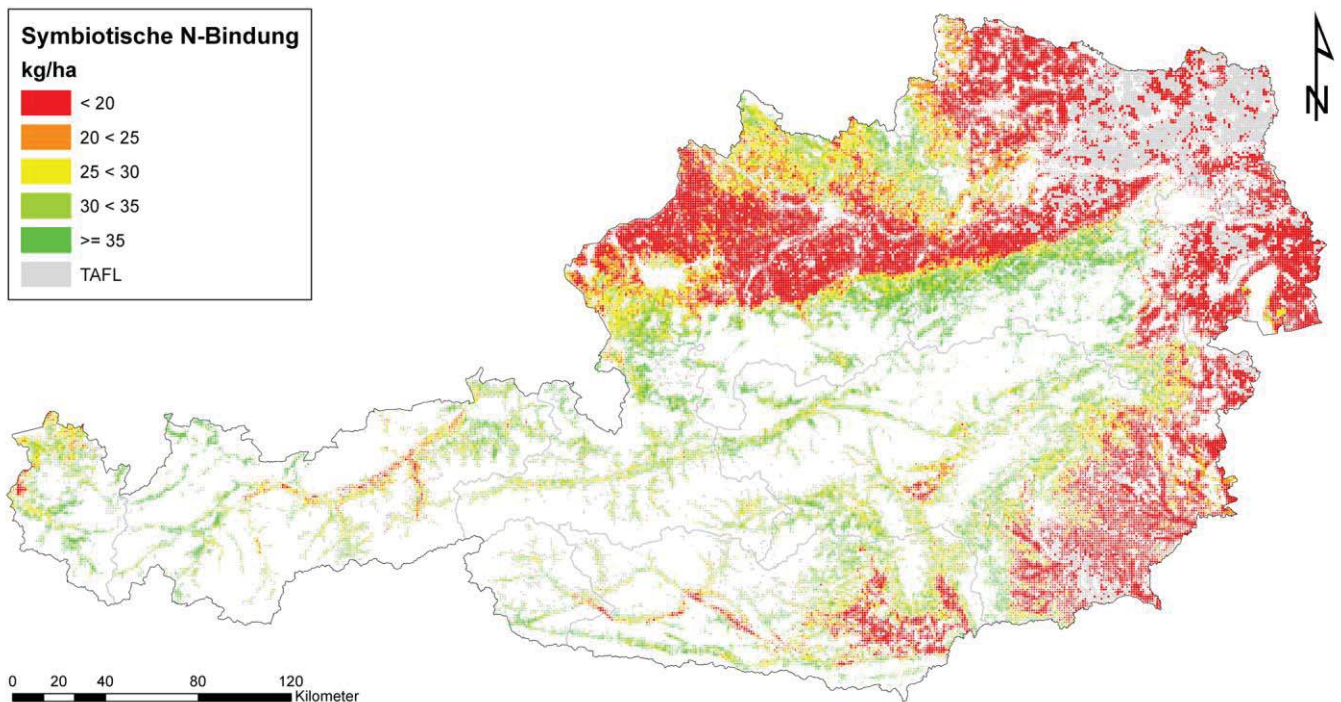 Symbiotische N-Bindung
kg/ha
< 20
20 < 25
25 < 30
30 < 35
>= 35
TAFL
N
0 20 40 80 120
Kilometer